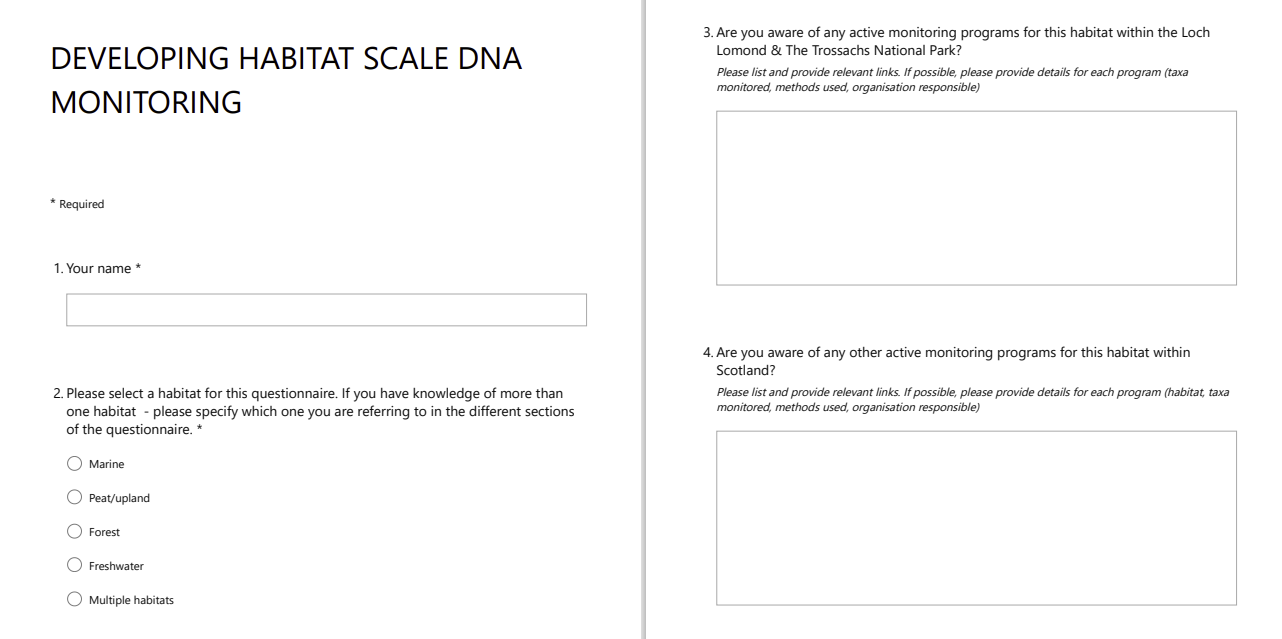 DEVELOPING HABITAT SCALE DNA
MONITORING
* Required
1. Your name *
2. Please select a habitat for this questionnaire. If you have knowledge of more than
one habitat - please specify which one you are referring to in the different sections
of the questionnaire. *
Marine
Peat/upland
Forest
Freshwater
Multiple habitats
3. Are you aware of any active monitoring programs for this habitat within the Loch
Lomond & The Trossachs National Park?
Please list and provide relevant links. If possible, please provide details for each program (taxa
monitored, methods used, organisation responsible)
4. Are you aware of any other active monitoring programs for this habitat within
Scotland?
Please list and provide relevant links. If possible, please provide details for each program (habitat, taxa
monitored, methods used, organisation responsible)